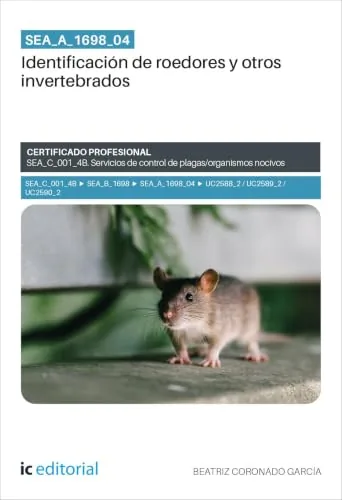 SEA_A_1698_04
Identificación de roedores y otros
invertebrados
CERTIFICADO PROFESIONAL
SEA_C_001_4B. Servicios de control de plagas/organismos nocivos
SEA_C_001_4B ► SEA_B_1698 ► SEA_A_1698_04 ► UC2588_2 / UC2589_2 /
UC2590_2
ic editorial
BEATRIZ CORONADO GARCÍA